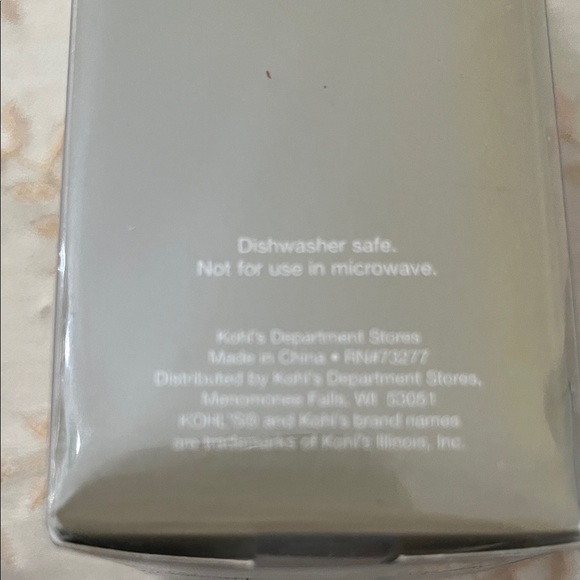 Dishwasher safe.
Not for use in microwave.
Kohl's Department Stores
Made in China • RN#73277
Distributed by Kohl's Department Stores,
Menomonee Falls, WI 53051
KOHL'S® and Kohl's brand names
are trademarks of Kohl's Illinois, Inc.